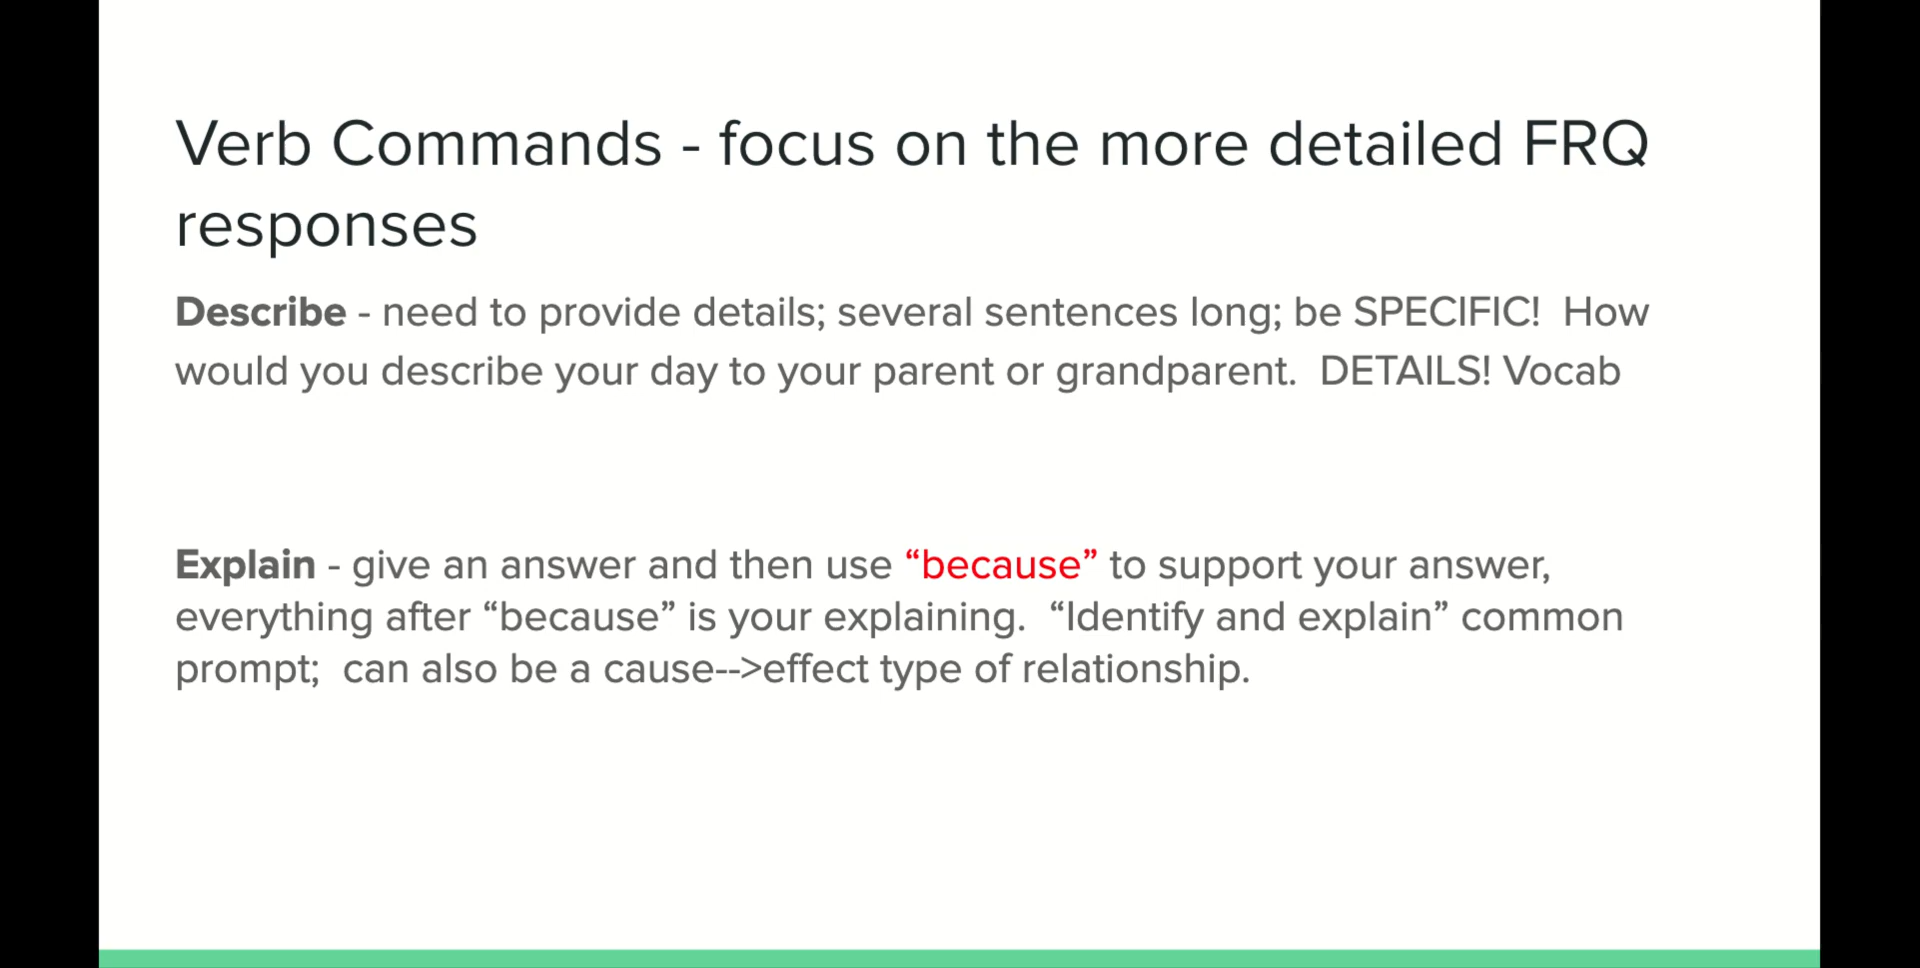 Verb Commands - focus on the more detailed FRQ
responses
Describe - need to provide details; several sentences long; be SPECIFIC!  How
would you describe your day to your parent or grandparent.  DETAILS! Vocab
Explain - give an answer and then use “because” to support your answer,
everything after “because” is your explaining.  “Identify and explain” common
prompt;  can also be a cause-->effect type of relationship.